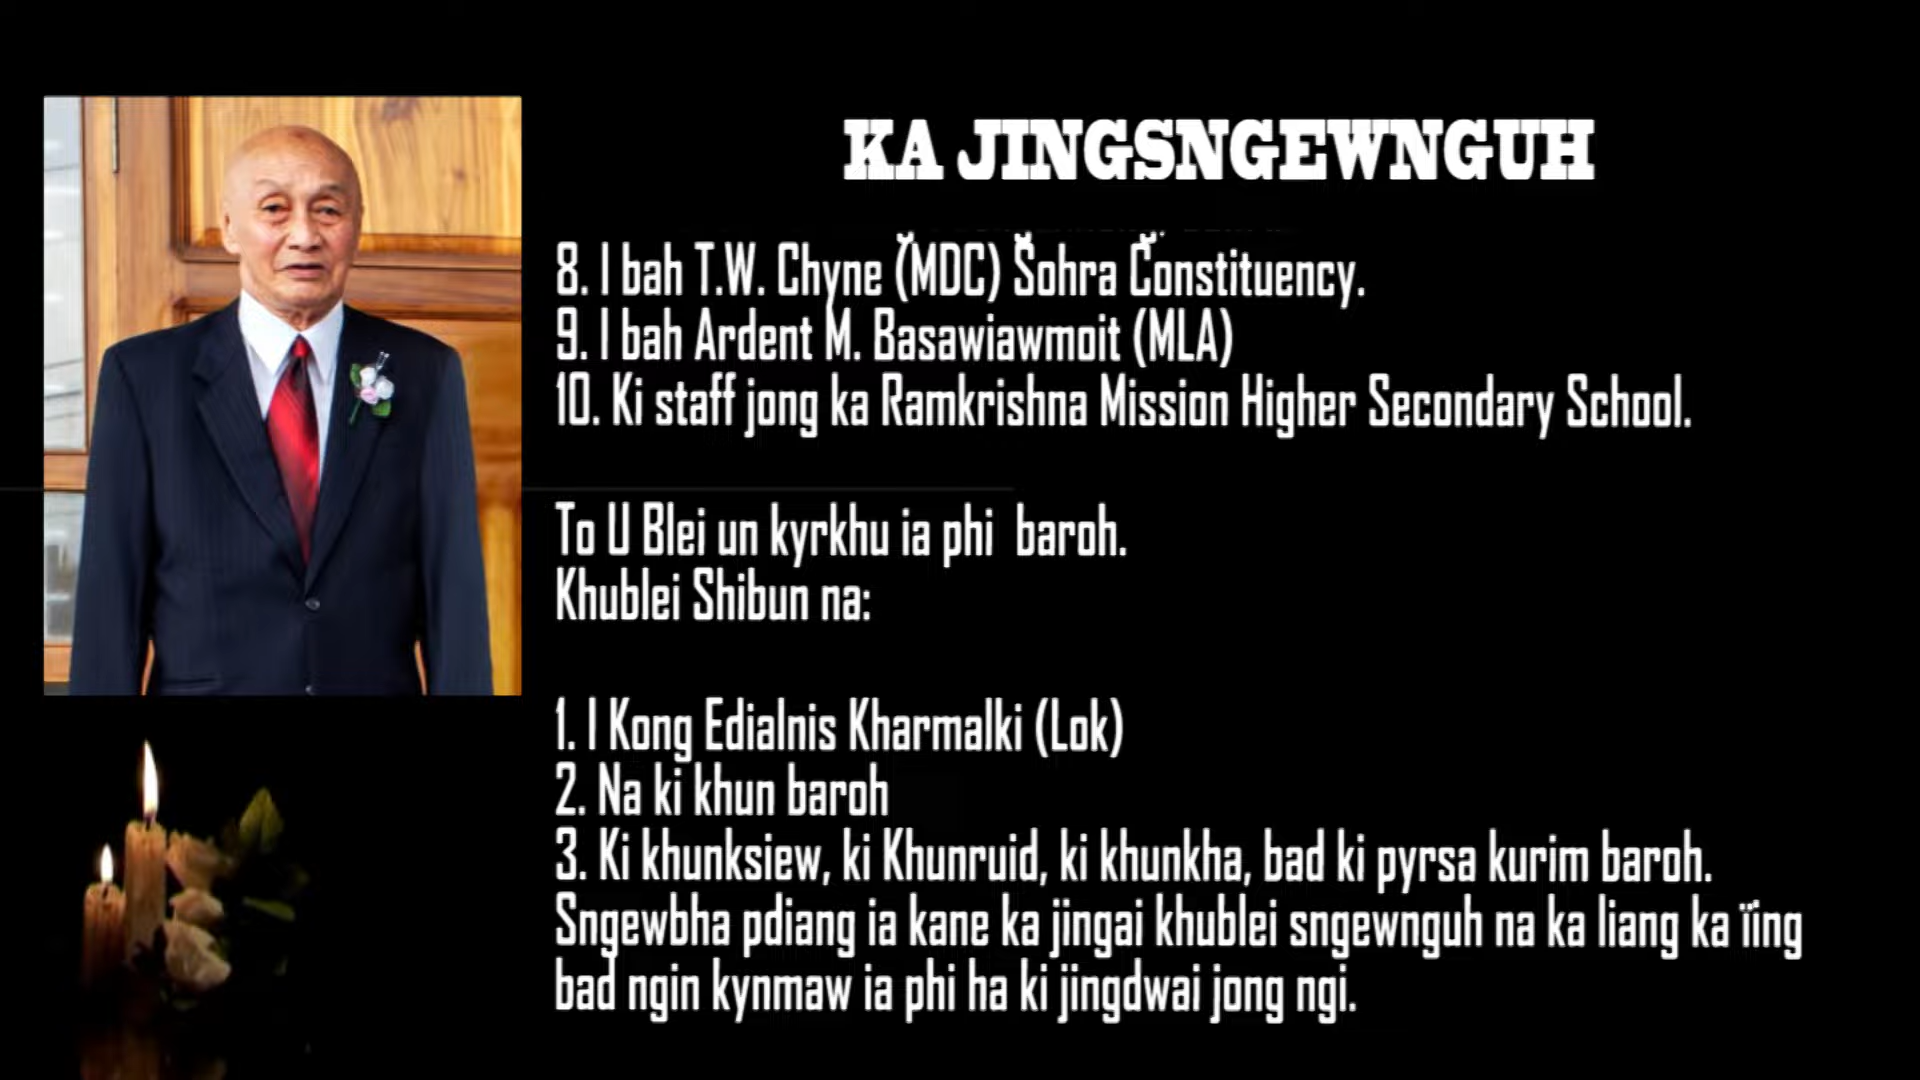 KA JINGSNGEWNGUH
8. I bah T.W. Chyne (MDC) Sohra Constituency.
9. I bah Ardent M. Basawiawmoit (MLA)
10. Ki staff jong ka Ramkrishna Mission Higher Secondary School.
To U Blei un kyrkhu ia phi baroh.
Khublei Shibun na:
1. I Kong Edialnis Kharmalki (Lok)
2. Na ki khun baroh
3. Ki khunksiew, ki Khunruid, ki khunkha, bad ki pyrsa kurim baroh.
Sngewbha pdiang ia kane ka jingai khublei sngewnguh na ka liang ka ïing
bad ngin kynmaw ia phi ha ki jingdwai jong ngi.